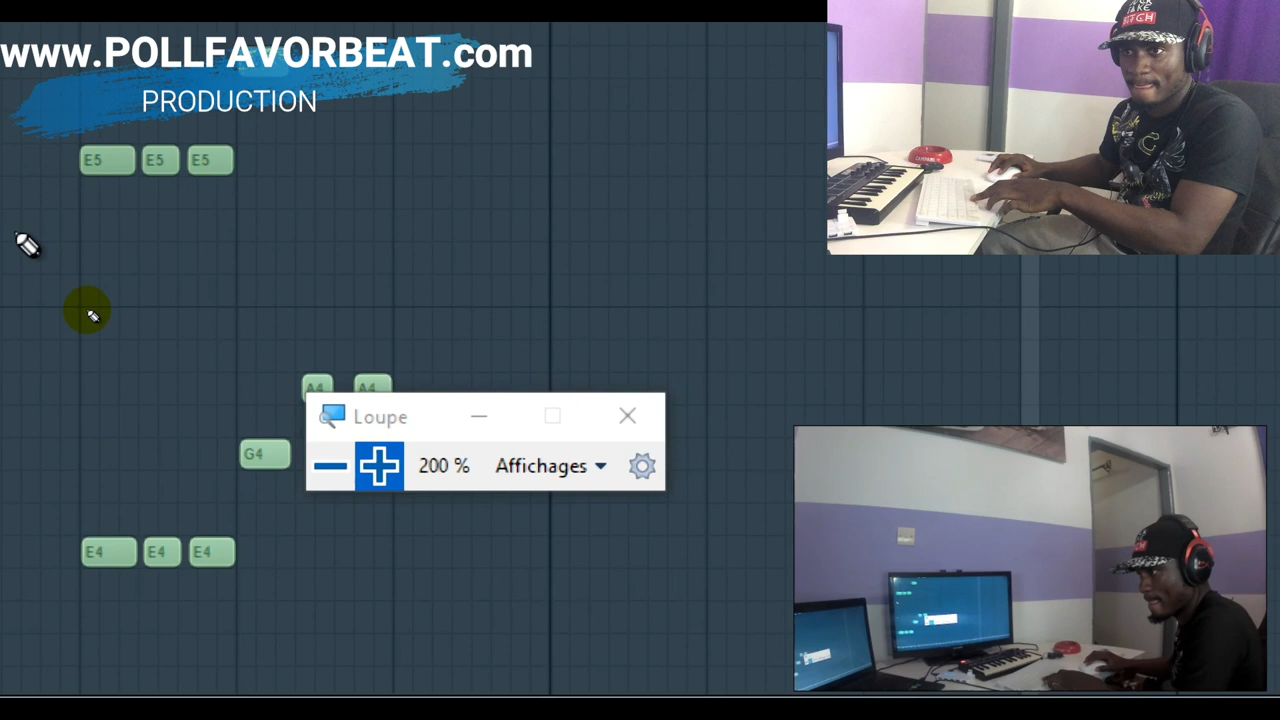 www.POLLFAVORBEAT.com
PRODUCTION
E5 E5 E5
A4 A4
Loupe
G4
200 %
Affichages
E4 E4 E4